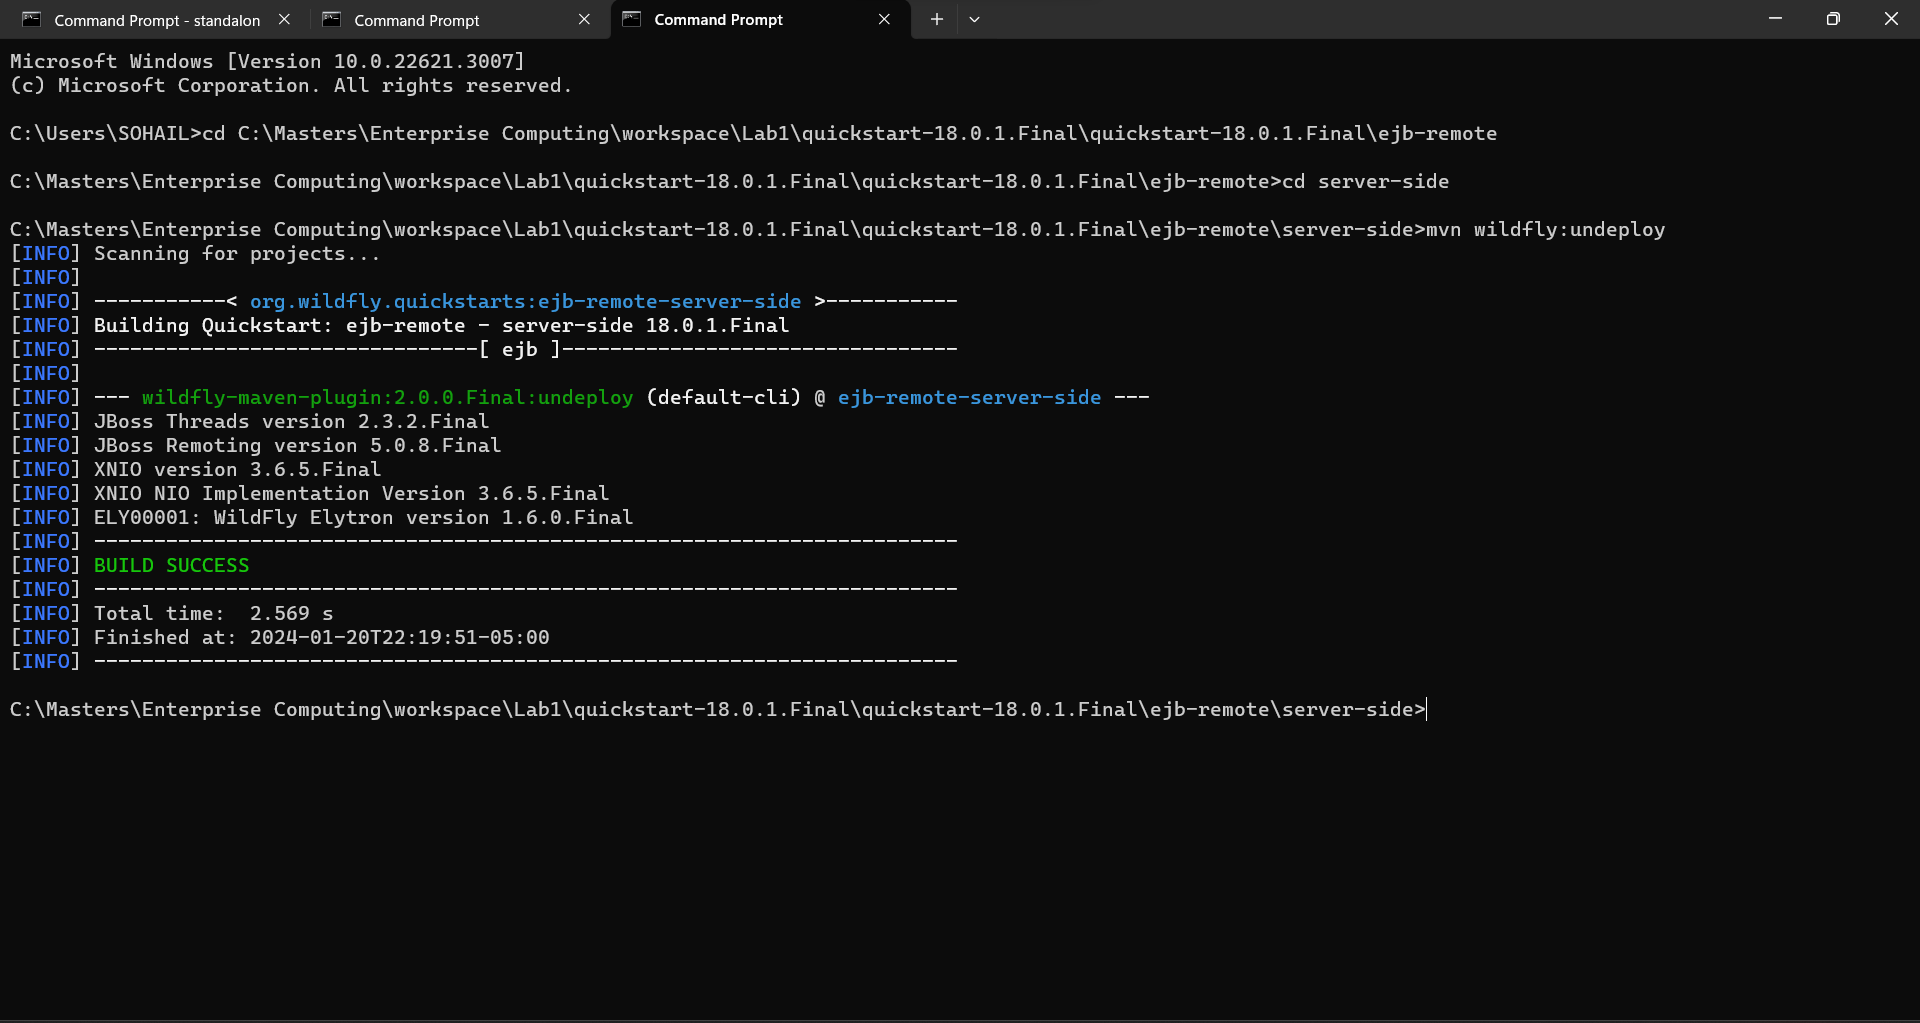 Command Prompt - standalon
Command Prompt
Command Prompt
Microsoft Windows [Version 10.0.22621.3007]
(c) Microsoft Corporation. All rights reserved.
C:\Users\SOHAIL>cd C:\Masters\Enterprise Computing\workspace\Lab1\quickstart-18.0.1.Final\quickstart-18.0.1.Final\ejb-remote
C:\Masters\Enterprise Computing\workspace\Lab1\quickstart-18.0.1.Final\quickstart-18.0.1.Final\ejb-remote>cd server-side
C:\Masters\Enterprise Computing\workspace\Lab1\quickstart-18.0.1.Final\quickstart-18.0.1.Final\ejb-remote\server-side>mvn wildfly:undeploy
[INFO] Scanning for projects...
[INFO]
[INFO] -----------< org.wildfly.quickstarts:ejb-remote-server-side >-----------
[INFO] Building Quickstart: ejb-remote - server-side 18.0.1.Final
[INFO] --------------------------------[ ejb ]---------------------------------
[INFO]
[INFO] --- wildfly-maven-plugin:2.0.0.Final:undeploy (default-cli) @ ejb-remote-server-side ---
[INFO] JBoss Threads version 2.3.2.Final
[INFO] JBoss Remoting version 5.0.8.Final
[INFO] XNIO version 3.6.5.Final
[INFO] XNIO NIO Implementation Version 3.6.5.Final
[INFO] ELY00001: WildFly Elytron version 1.6.0.Final
[INFO] ------------------------------------------------------------------------
[INFO] BUILD SUCCESS
[INFO] ------------------------------------------------------------------------
[INFO] Total time:  2.569 s
[INFO] Finished at: 2024-01-20T22:19:51-05:00
[INFO] ------------------------------------------------------------------------
C:\Masters\Enterprise Computing\workspace\Lab1\quickstart-18.0.1.Final\quickstart-18.0.1.Final\ejb-remote\server-side>